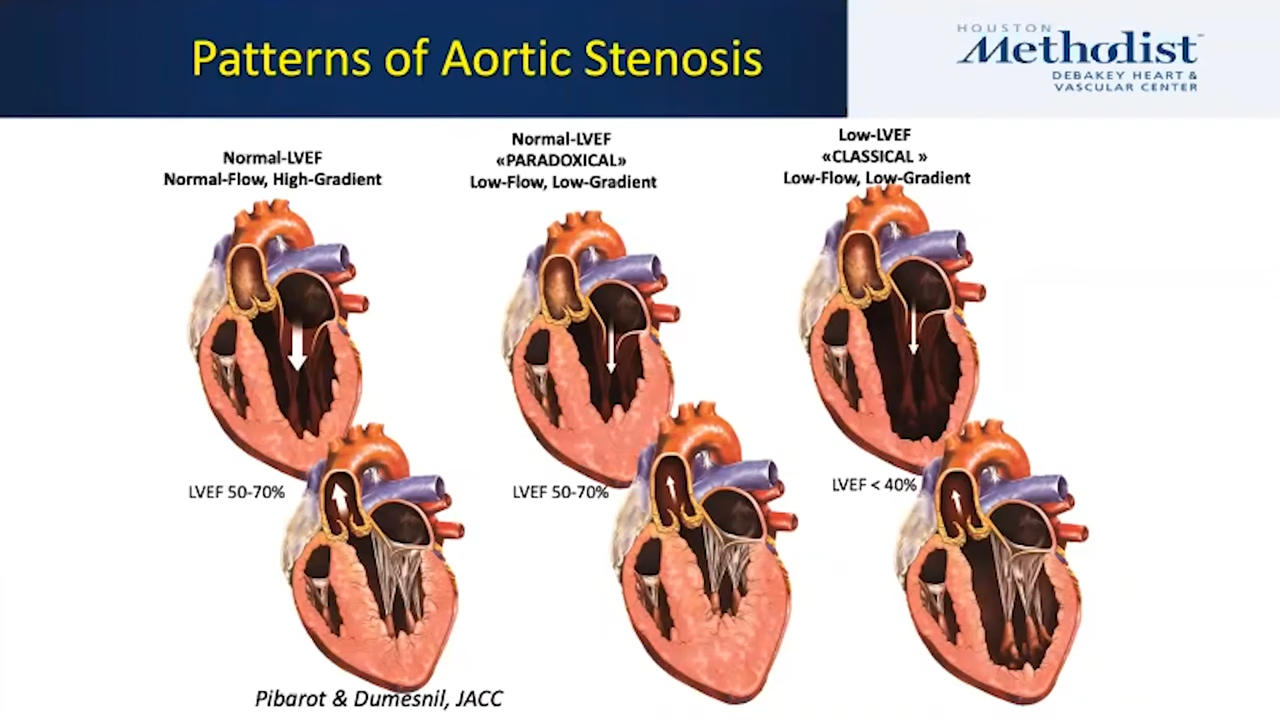 Patterns of Aortic Stenosis
HOUSTON
Methodist
DEBAKEY HEART &
VASCULAR CENTER
Normal-LVEF
Normal-Flow, High-Gradient
Normal-LVEF
«PARADOXICAL»
Low-Flow, Low-Gradient
Low-LVEF
«CLASSICAL »
Low-Flow, Low-Gradient
LVEF 50-70%
LVEF 50-70%
LVEF < 40%
Pibarot & Dumesnil, JACC